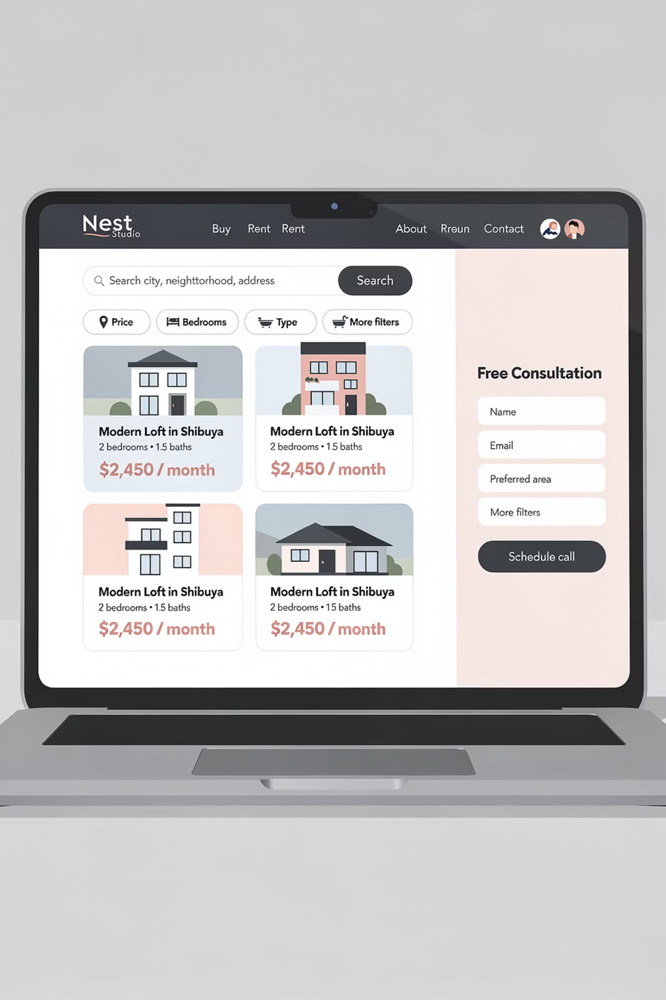 Nest
Studio
Buy Rent Rent About Rreun Contact
Search city, neighttorhood, address Search
Price Bedrooms Type More filters
Modern Loft in Shibuya
2 bedrooms • 1.5 baths
$2,450 / month
Modern Loft in Shibuya
2 bedrooms • 1.5 baths
$2,450 / month
Modern Loft in Shibuya
2 bedrooms • 1.5 baths
$2,450 / month
Modern Loft in Shibuya
2 bedrooms • 15 baths
$2,450 / month
Free Consultation
Name
Email
Preferred area
More filters
Schedule call